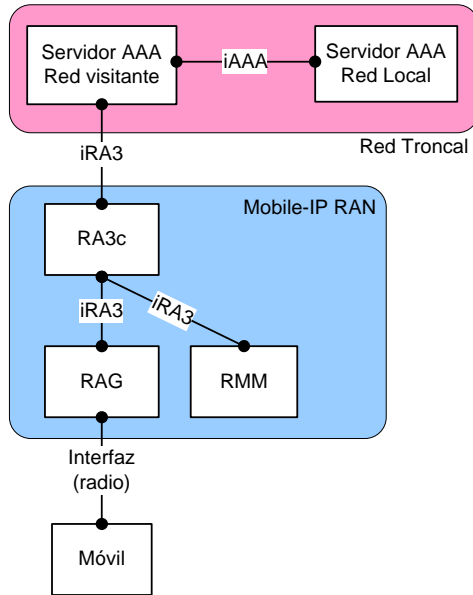 Servidor AAA
Red visitante
iAAA
Servidor AAA
Red Local
Red Troncal
iRA3
Mobile-IP RAN
RA3c
iRA3
iRA3
RAG
RMM
Interfaz
(radio)
Móvil